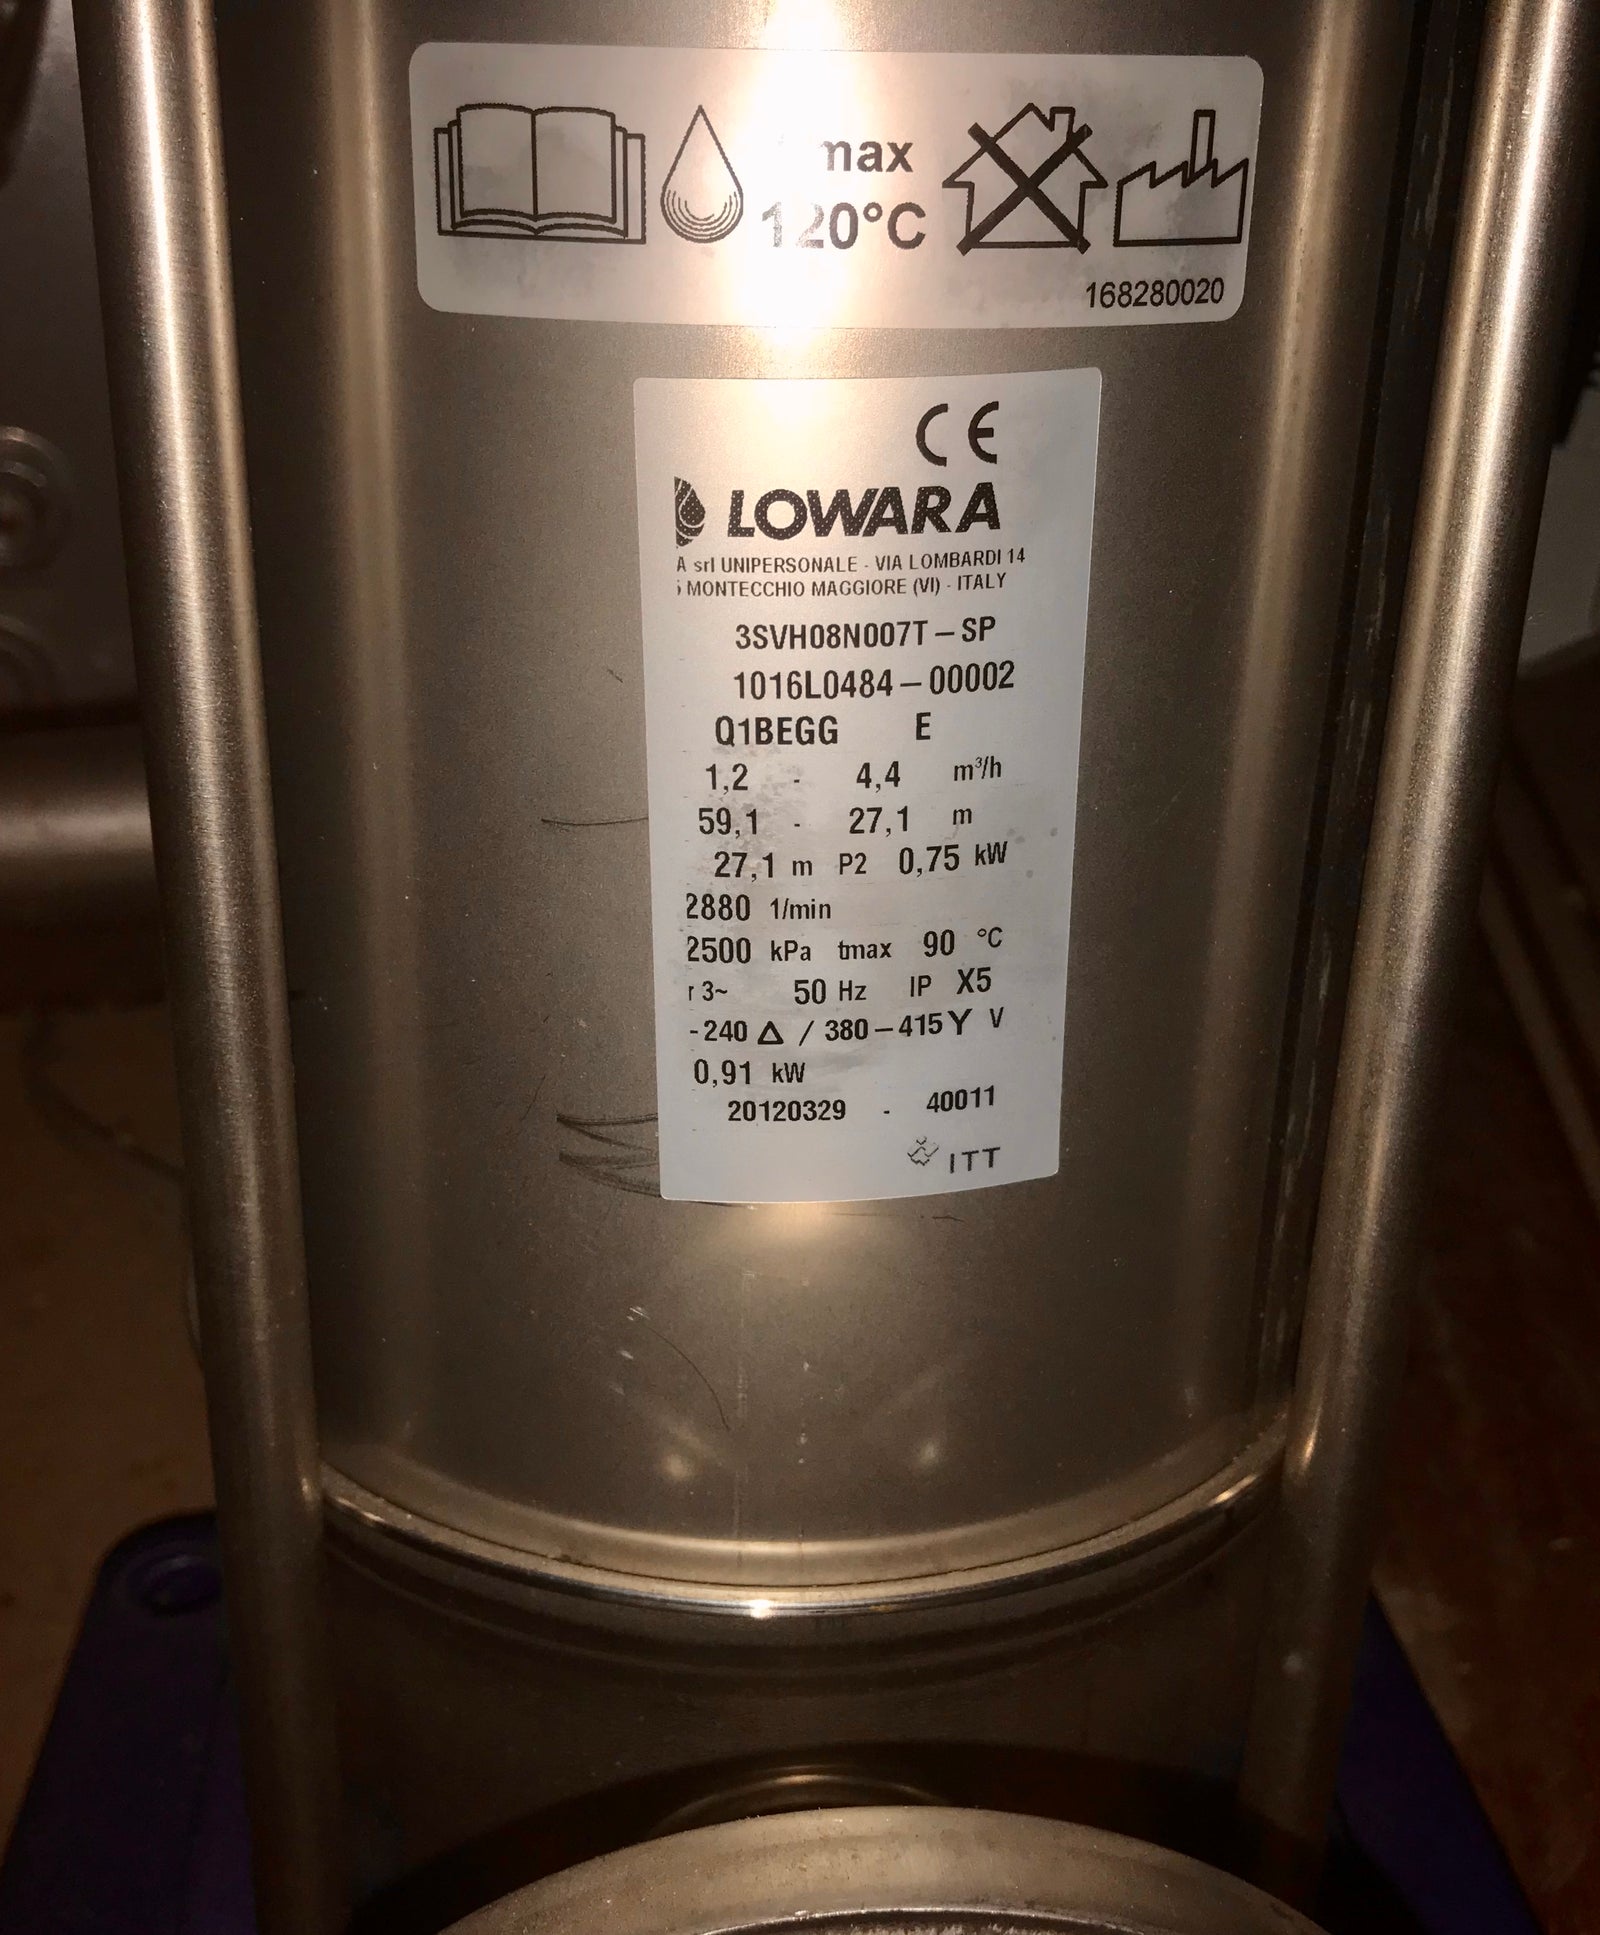 max
120°C
168280020
CE
LOWARA
A srl UNIPERSONALE - VIA LOMBARDI 14
MONTECCHIO MAGGIORE (VI) - ITALY
3SVH08N007T – SP
1016L0484 – 00002
Q1BEGG E
1,2 - 4,4 m³/h
59,1 - 27,1 m
27,1 m P2 0,75 kW
2880 1/min
2500 kPa tmax 90 °C
3~ 50 Hz IP X5
-240 △ / 380–415 Y V
0,91 kW
20120329 - 40011
ITT